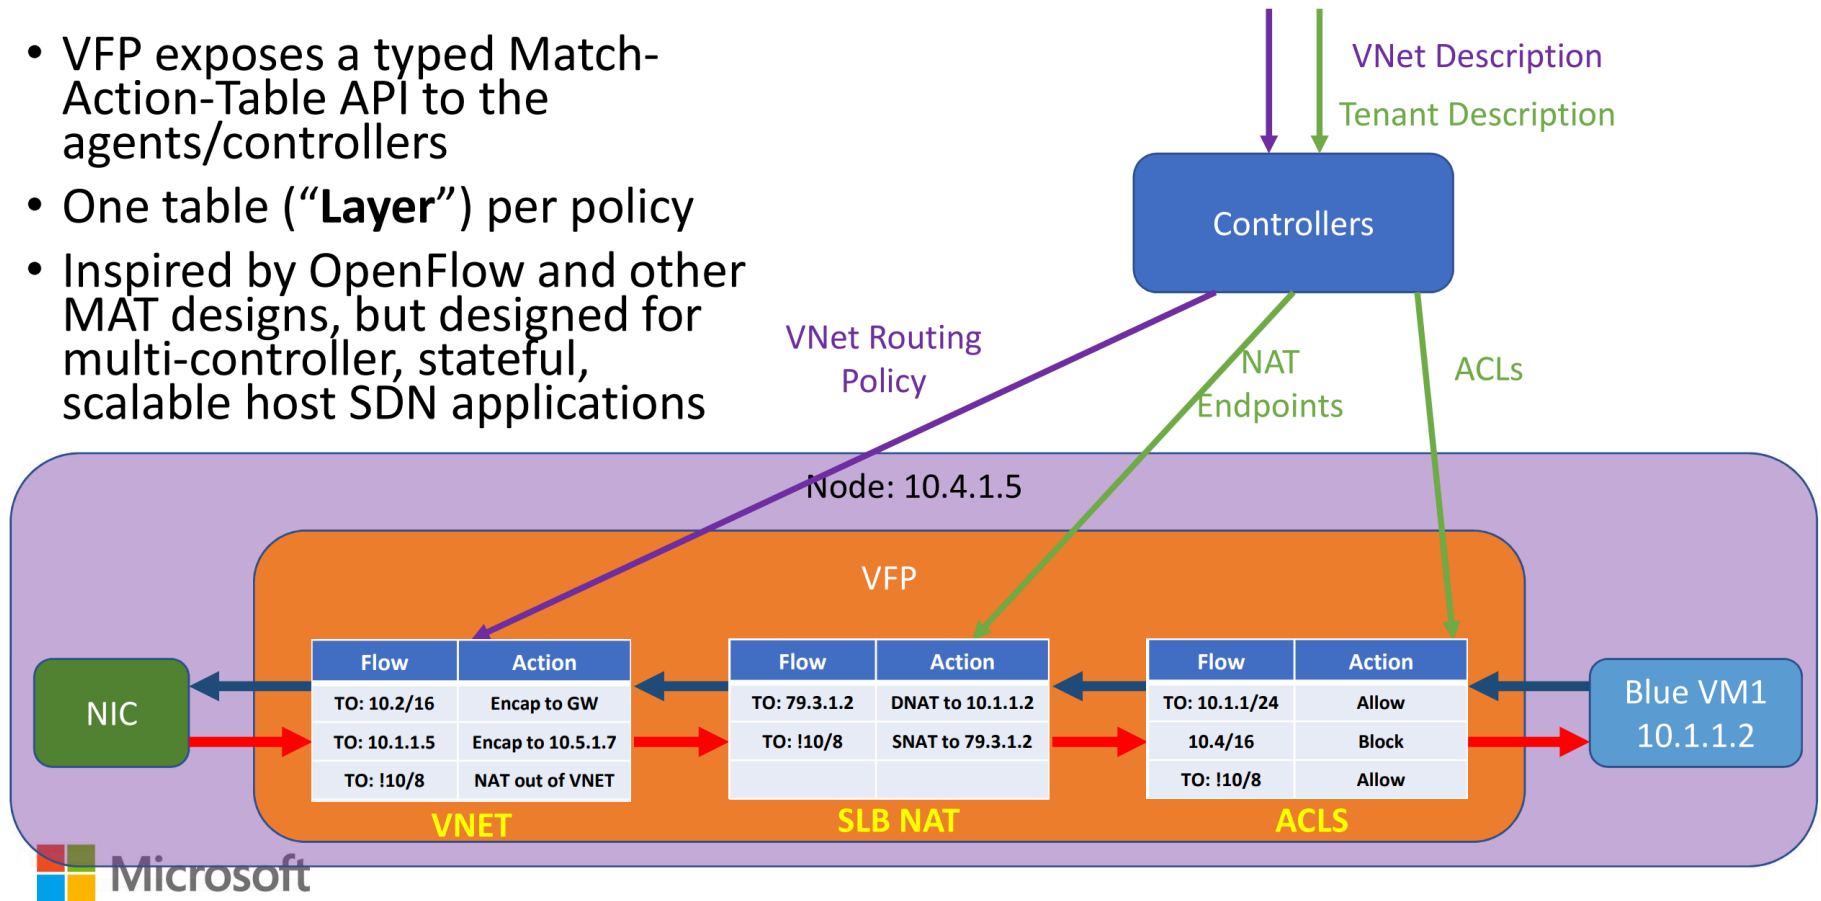 • VFP exposes a typed Match-
Action-Table API to the
agents/controllers
• One table (“Layer”) per policy
• Inspired by OpenFlow and other
MAT designs, but designed for
multi-controller, stateful,
scalable host SDN applications
VNet Description
Tenant Description
Controllers
VNet Routing
Policy
NAT
Endpoints
ACLs
Node: 10.4.1.5
VFP
NIC
Flow Action
TO: 10.2/16 Encap to GW
TO: 10.1.1.5 Encap to 10.5.1.7
TO: !10/8 NAT out of VNET
VNET
Flow Action
TO: 79.3.1.2 DNAT to 10.1.1.2
TO: !10/8 SNAT to 79.3.1.2
SLB NAT
Flow Action
TO: 10.1.1/24 Allow
10.4/16 Block
TO: !10/8 Allow
ACLS
Blue VM1
10.1.1.2
Microsoft